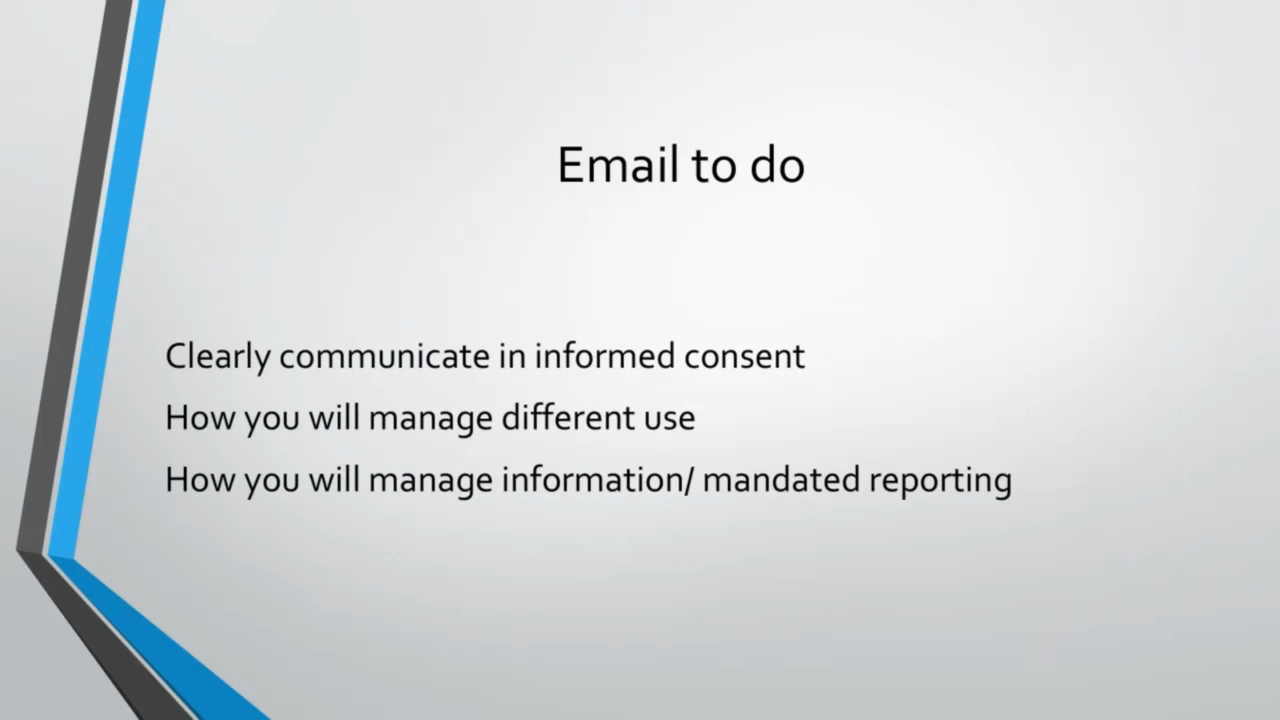 Email to do
Clearly communicate in informed consent
How you will manage different use
How you will manage information/ mandated reporting